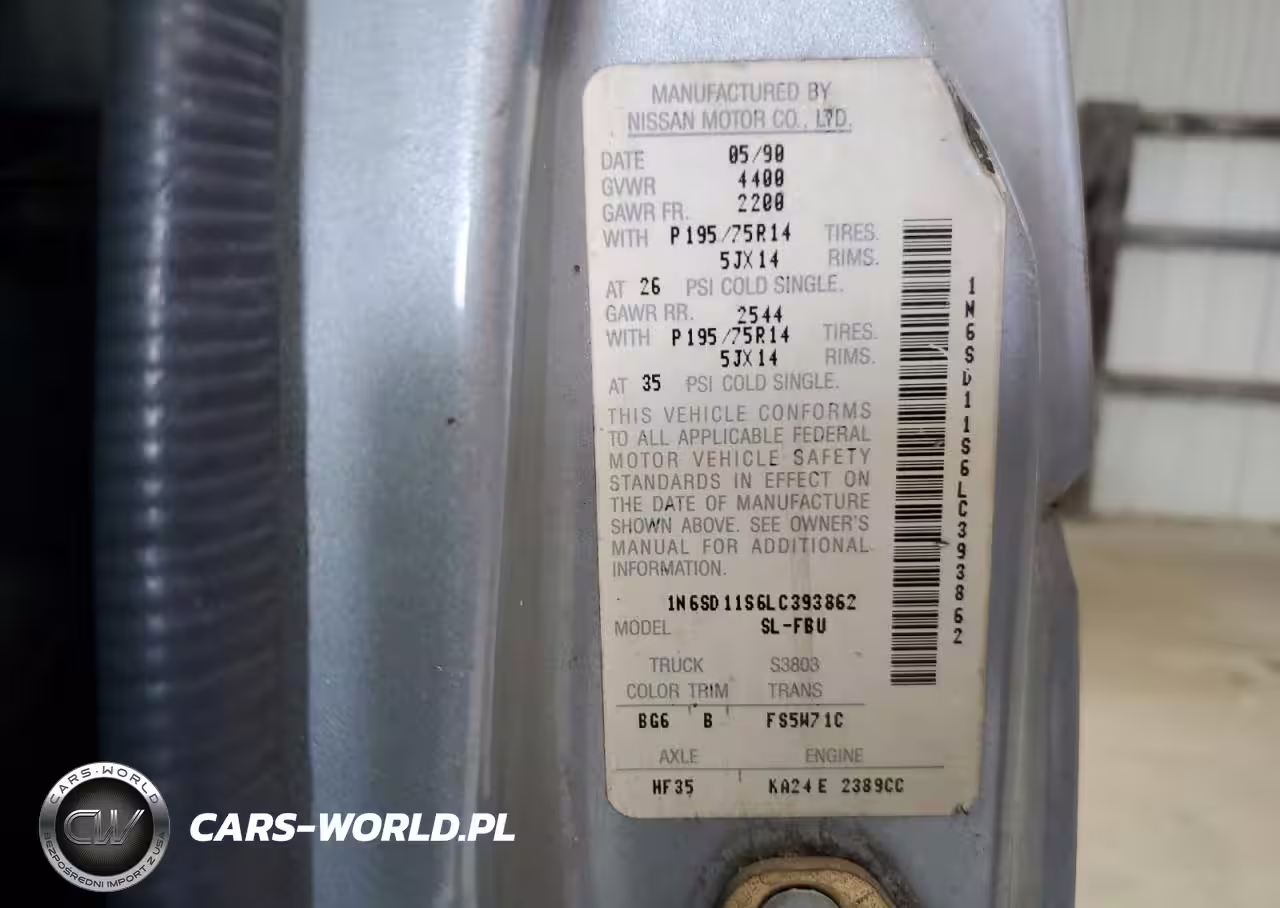 MANUFACTURED BY
NISSAN MOTOR CO., LTD.
DATE 05/90
GVWR 4400
GAWR FR. 2200
WITH P195/75R14 TIRES.
5JX14 RIMS.
AT 26 PSI COLD SINGLE.
GAWR RR. 2544
WITH P195/75R14 TIRES.
5JX14 RIMS.
AT 35 PSI COLD SINGLE.
THIS VEHICLE CONFORMS
TO ALL APPLICABLE FEDERAL
MOTOR VEHICLE SAFETY
STANDARDS IN EFFECT ON
THE DATE OF MANUFACTURE
SHOWN ABOVE. SEE OWNER'S
MANUAL FOR ADDITIONAL
INFORMATION.
1N6SD11S6LC393862
MODEL SL-FBU
TRUCK S3803
COLOR TRIM TRANS
BG6 B FS5W71C
AXLE ENGINE
HF35 KA24E 2389CC
1N6SD11S6LC393862
CARS-WORLD
CW
BEZPOŚREDNI IMPORT Z USA
CARS-WORLD.PL